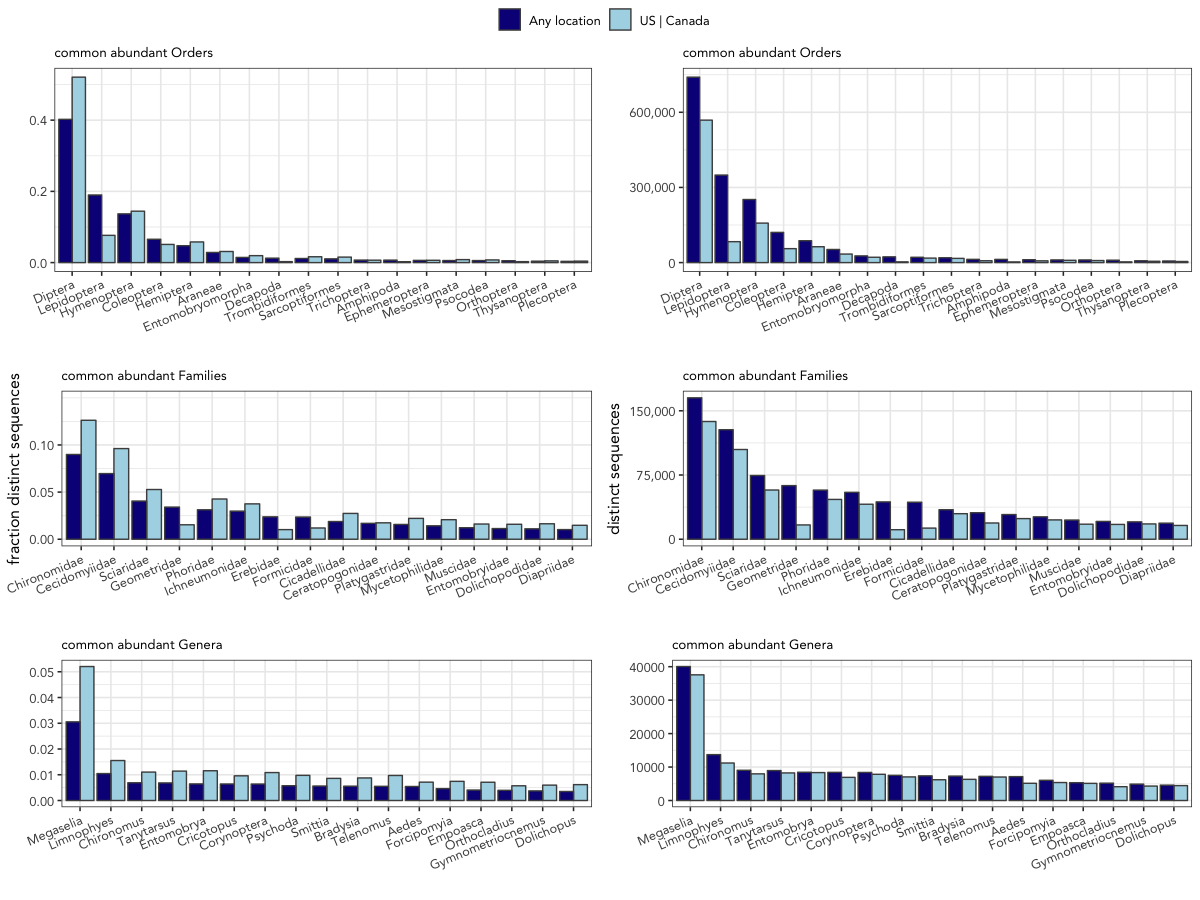 Any location
US | Canada
common abundant Orders
0.4
0.2
0.0
Diptera
Lepidoptera
Hymenoptera
Coleoptera
Hemiptera
Araneae
Entomobryomorpha
Decapoda
Trombidiformes
Sarcoptiformes
Trichoptera
Amphipoda
Ephemeroptera
Mesostigmata
Psocodea
Orthoptera
Thysanoptera
Plecoptera
common abundant Orders
600,000
300,000
0
Diptera
Lepidoptera
Hymenoptera
Coleoptera
Hemiptera
Araneae
Entomobryomorpha
Decapoda
Trombidiformes
Sarcoptiformes
Trichoptera
Amphipoda
Ephemeroptera
Mesostigmata
Psocodea
Orthoptera
Thysanoptera
Plecoptera
fraction distinct sequences
common abundant Families
0.10
0.05
0.00
Chironomidae
Cecidomyiidae
Sciaridae
Geometridae
Phoridae
Ichneumonidae
Erebidae
Formicidae
Cicadellidae
Ceratopogonidae
Platygastridae
Mycetophilidae
Muscidae
Entomobryidae
Dolichopodidae
Diapriidae
distinct sequences
common abundant Families
150,000
75,000
0
Chironomidae
Cecidomyiidae
Sciaridae
Geometridae
Phoridae
Ichneumonidae
Erebidae
Formicidae
Cicadellidae
Ceratopogonidae
Platygastridae
Mycetophilidae
Muscidae
Entomobryidae
Dolichopodidae
Diapriidae
common abundant Genera
0.05
0.04
0.03
0.02
0.01
0.00
Megaselia
Limnophyes
Chironomus
Tanytarsus
Entomobrya
Cricotopus
Corynoptera
Psychoda
Smittia
Bradysia
Telenomus
Aedes
Forcipomyia
Empoasca
Orthocladius
Gymnometriocnemus
Dolichopus
common abundant Genera
40000
30000
20000
10000
0
Megaselia
Limnophyes
Chironomus
Tanytarsus
Entomobrya
Cricotopus
Corynoptera
Psychoda
Smittia
Bradysia
Telenomus
Aedes
Forcipomyia
Empoasca
Orthocladius
Gymnometriocnemus
Dolichopus